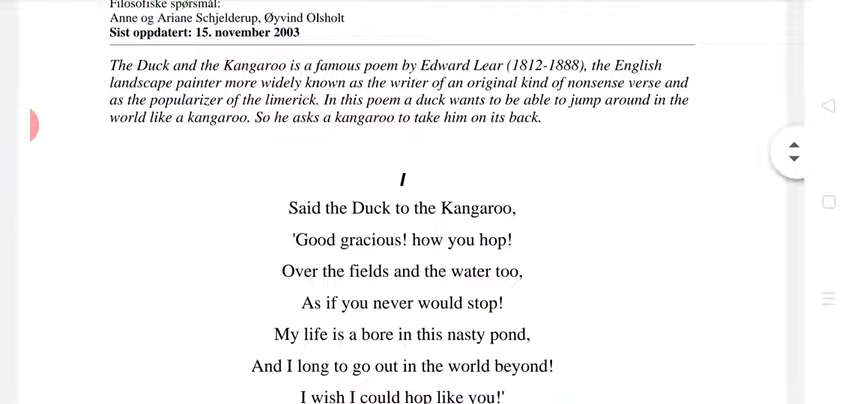 Filosofiske spørsmål:
Anne og Ariane Schjelderup, Øyvind Olsholt
Sist oppdatert: 15. november 2003
The Duck and the Kangaroo is a famous poem by Edward Lear (1812-1888), the English
landscape painter more widely known as the writer of an original kind of nonsense verse and
as the popularizer of the limerick. In this poem a duck wants to be able to jump around in the
world like a kangaroo. So he asks a kangaroo to take him on its back.
I
Said the Duck to the Kangaroo,
'Good gracious! how you hop!
Over the fields and the water too,
As if you never would stop!
My life is a bore in this nasty pond,
And I long to go out in the world beyond!
I wish I could hop like you!'